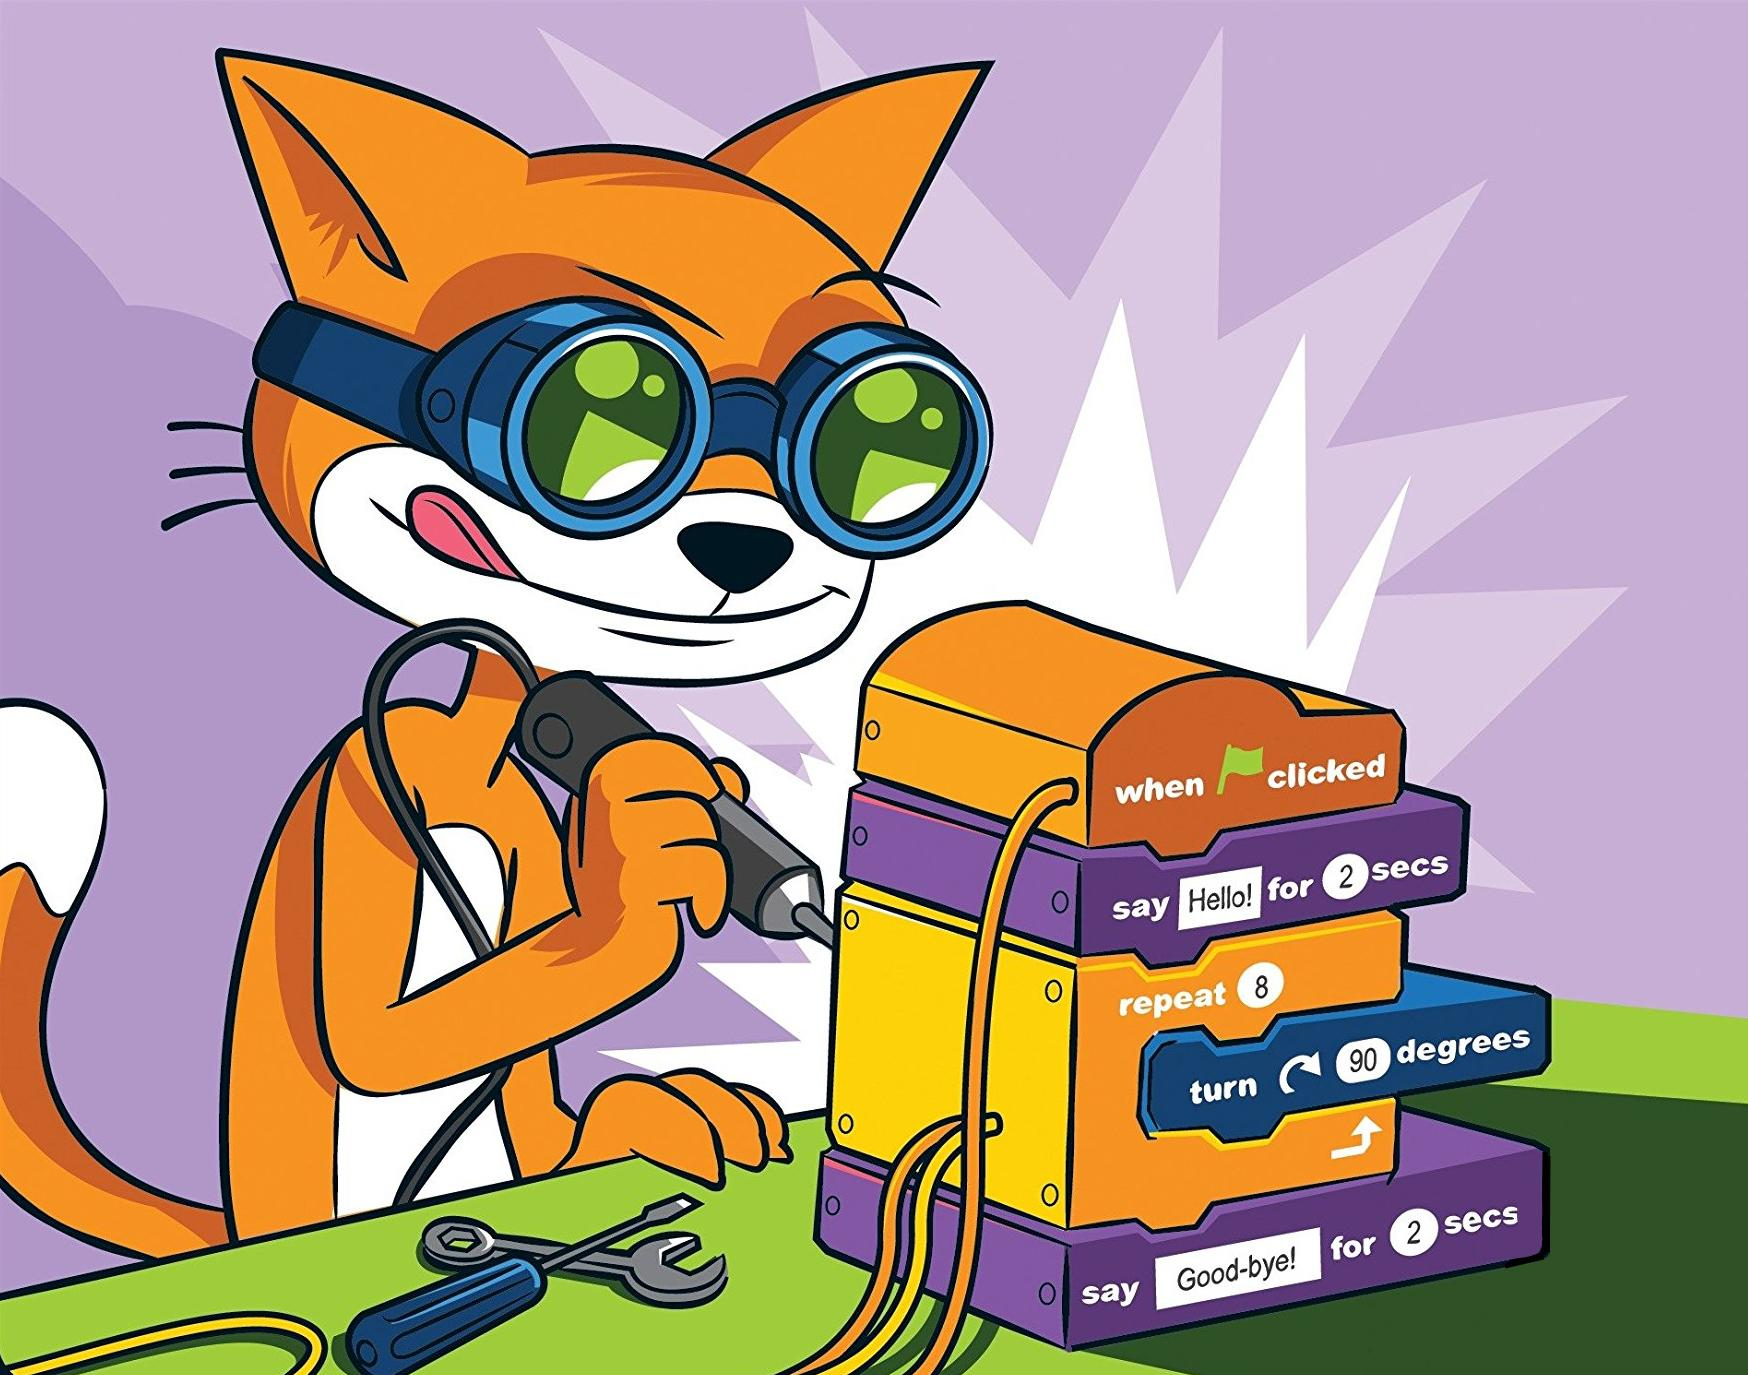 when clicked
say Hello! for 2 secs
repeat 8
turn 90 degrees
say Good-bye! for 2 secs